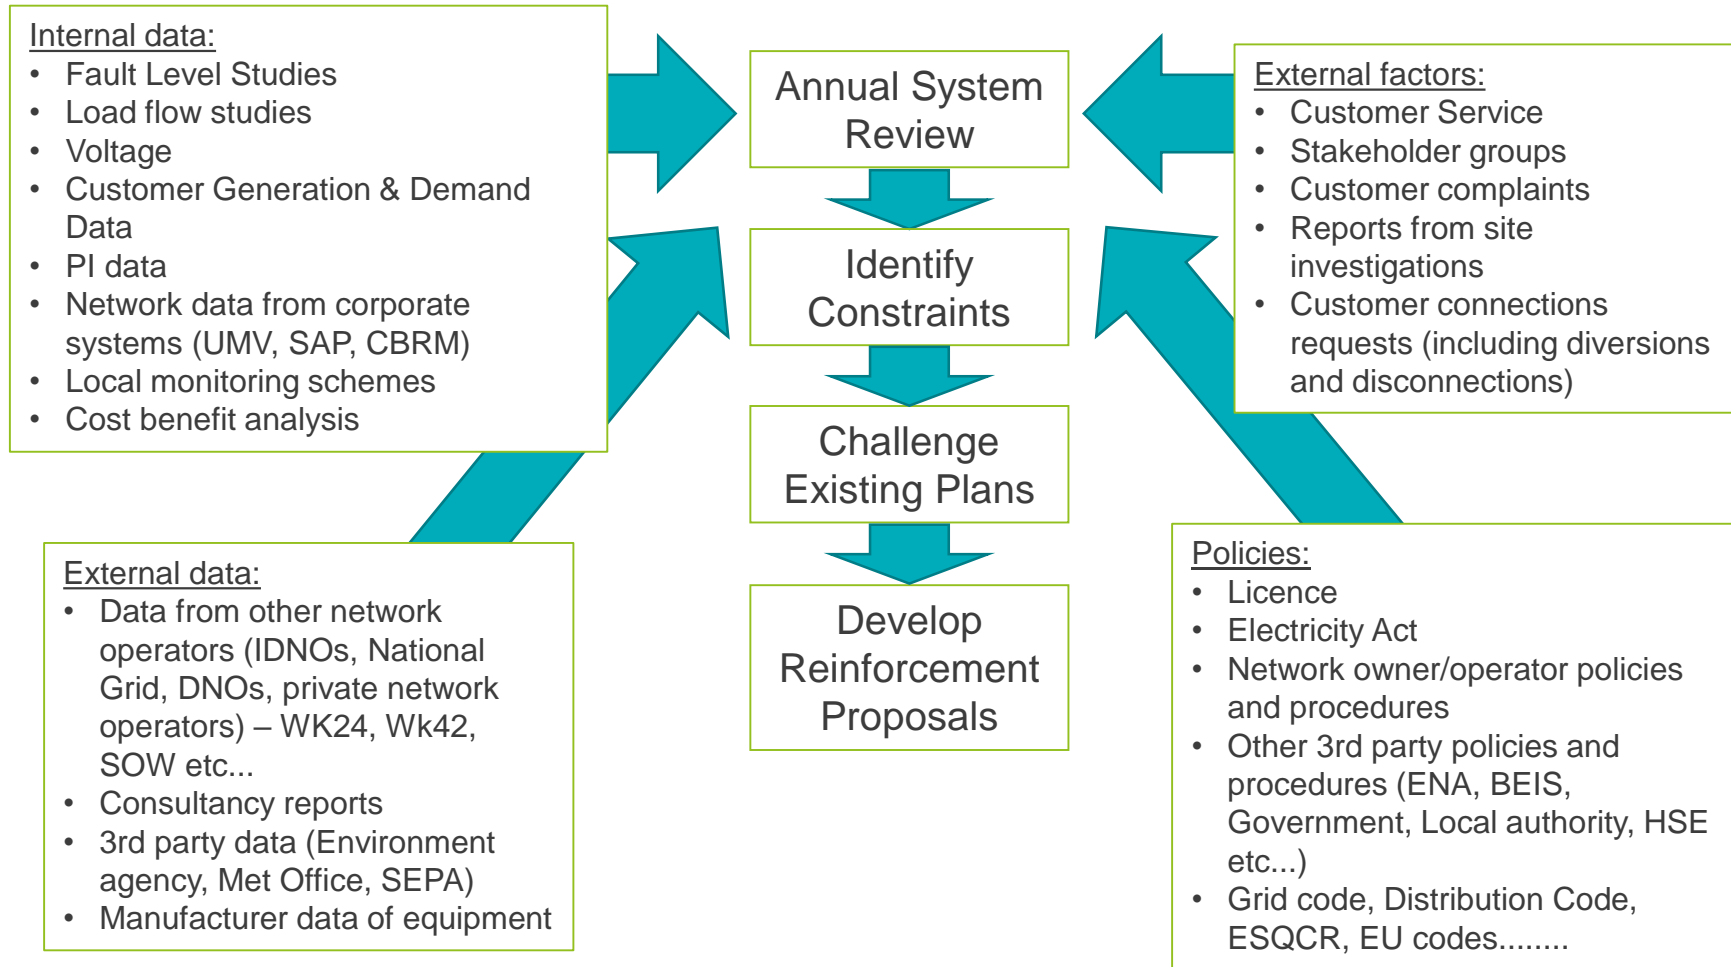 Internal data:
• Fault Level Studies
• Load flow studies
• Voltage
• Customer Generation & Demand
Data
• PI data
• Network data from corporate
systems (UMV, SAP, CBRM)
• Local monitoring schemes
• Cost benefit analysis
Annual System
Review
Identify
Constraints
Challenge
Existing Plans
Develop
Reinforcement
Proposals
External factors:
• Customer Service
• Stakeholder groups
• Customer complaints
• Reports from site
investigations
• Customer connections
requests (including diversions
and disconnections)
External data:
• Data from other network
operators (IDNOs, National
Grid, DNOs, private network
operators) – WK24, Wk42,
SOW etc...
• Consultancy reports
• 3rd party data (Environment
agency, Met Office, SEPA)
• Manufacturer data of equipment
Policies:
• Licence
• Electricity Act
• Network owner/operator policies
and procedures
• Other 3rd party policies and
procedures (ENA, BEIS,
Government, Local authority, HSE
etc...)
• Grid code, Distribution Code,
ESQCR, EU codes........